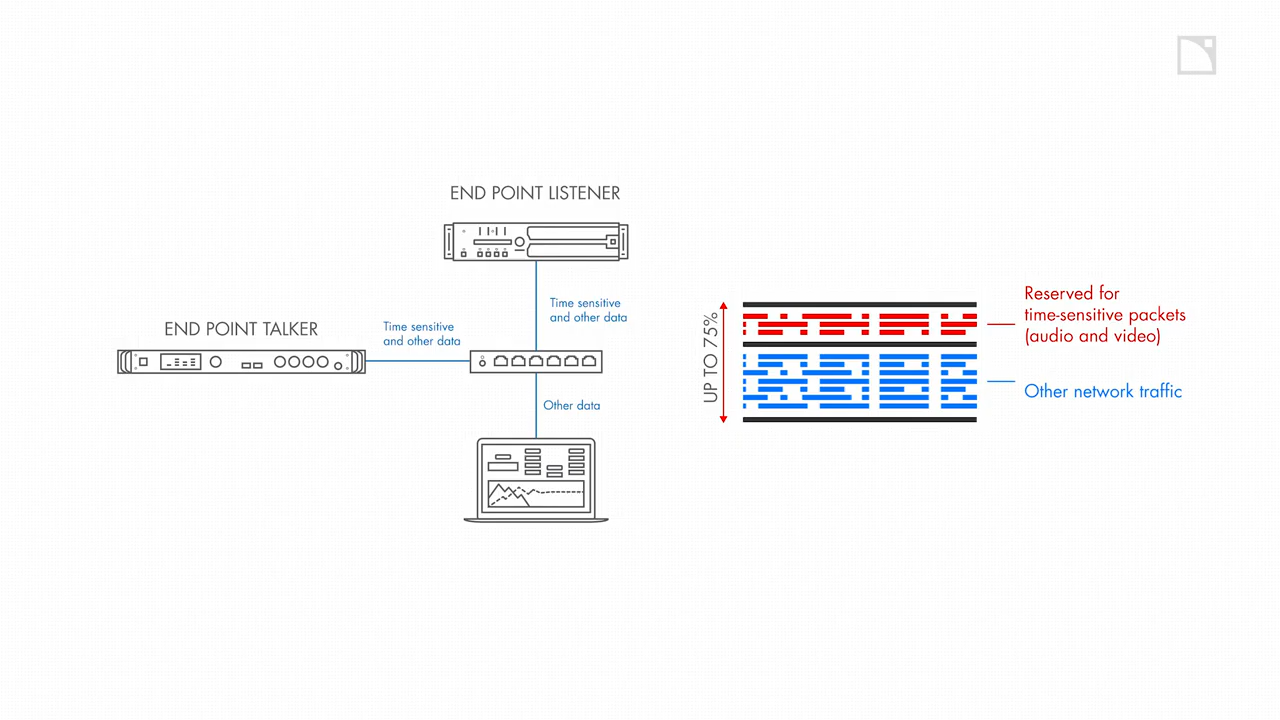 END POINT LISTENER
Time sensitive
and other data
END POINT TALKER
Time sensitive
and other data
Other data
UP TO 75%
Reserved for
time-sensitive packets
(audio and video)
Other network traffic